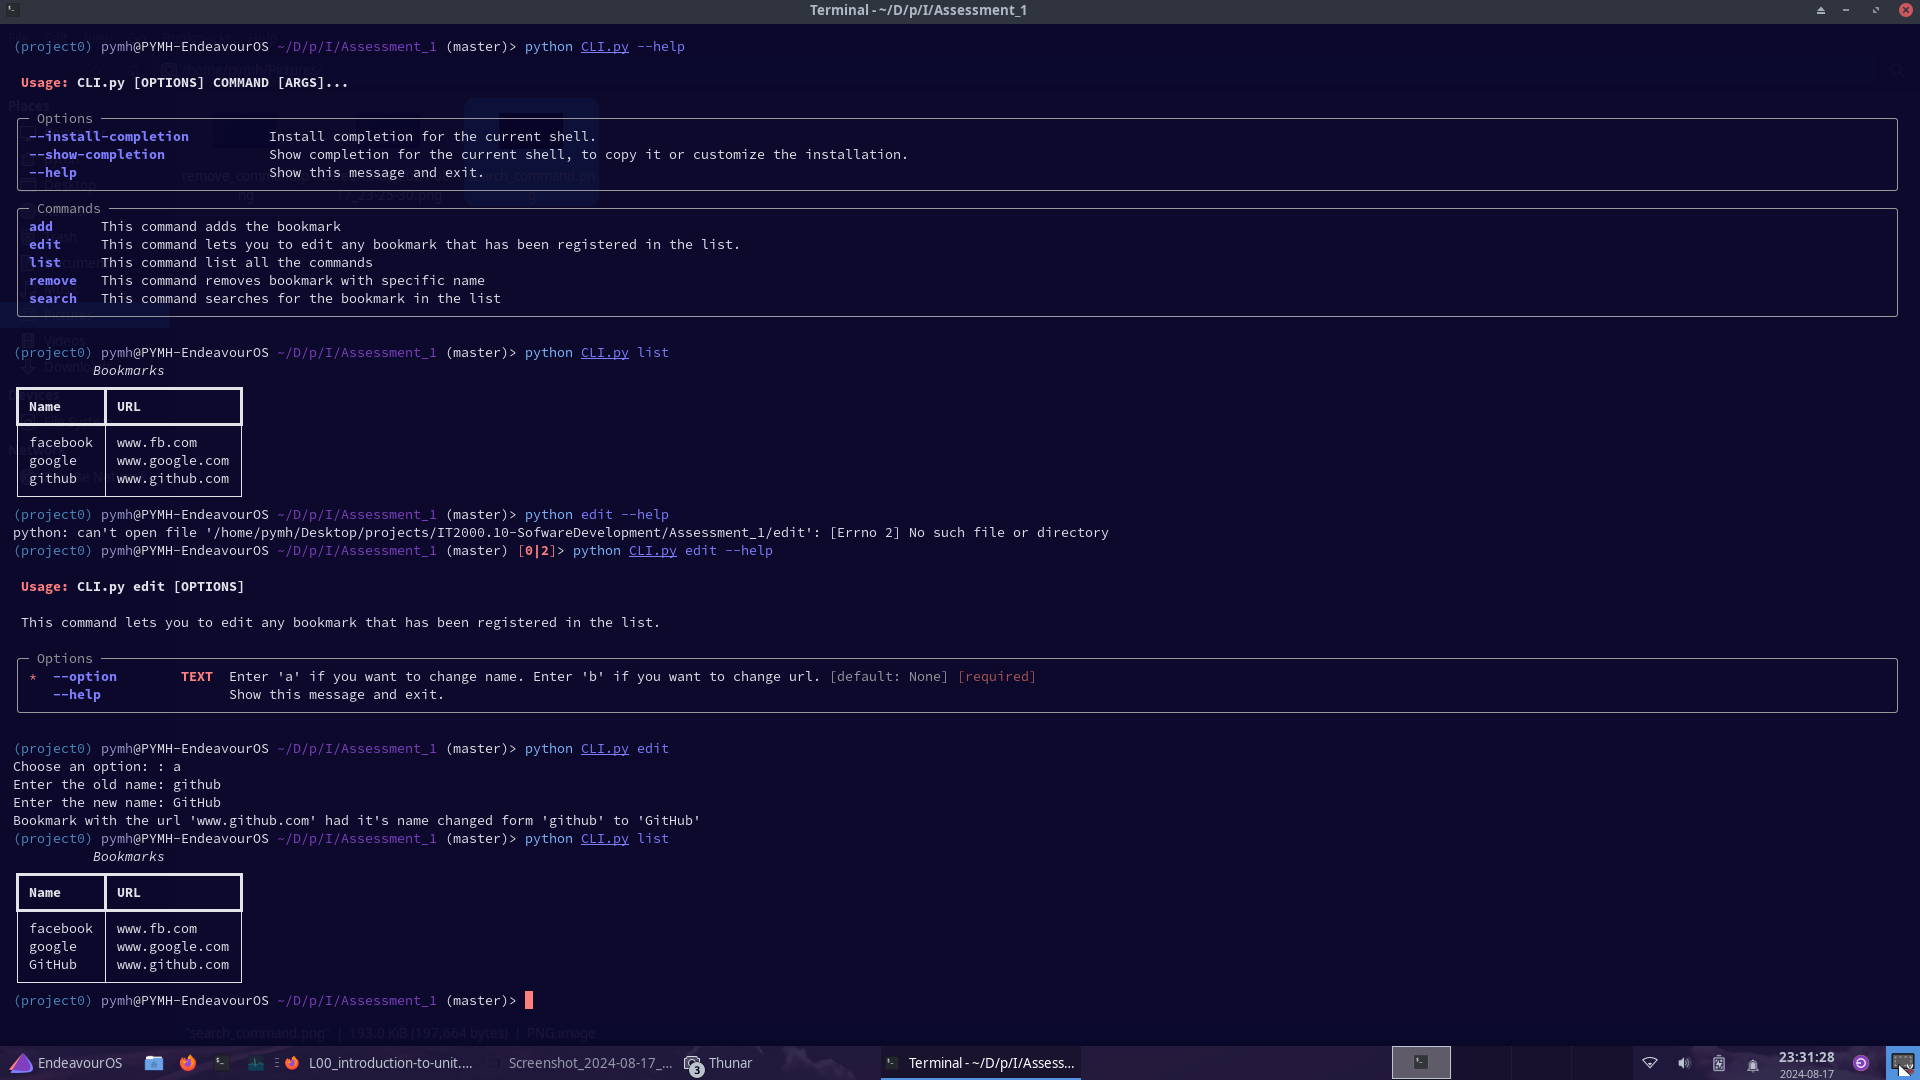 Terminal - ~/D/p/I/Assessment_1
(project0) pymh@PYMH-EndeavourOS ~/D/p/I/Assessment_1 (master)> python CLI.py --help
Usage: CLI.py [OPTIONS] COMMAND [ARGS]...
Options
--install-completion Install completion for the current shell.
--show-completion Show completion for the current shell, to copy it or customize the installation.
--help Show this message and exit.
Commands
add This command adds the bookmark
edit This command lets you to edit any bookmark that has been registered in the list.
list This command list all the commands
remove This command removes bookmark with specific name
search This command searches for the bookmark in the list
(project0) pymh@PYMH-EndeavourOS ~/D/p/I/Assessment_1 (master)> python CLI.py list
Bookmarks
Name URL
facebook www.fb.com
google www.google.com
github www.github.com
(project0) pymh@PYMH-EndeavourOS ~/D/p/I/Assessment_1 (master)> python edit --help
python: can't open file '/home/pymh/Desktop/projects/IT2000.10-SofwareDevelopment/Assessment_1/edit': [Errno 2] No such file or directory
(project0) pymh@PYMH-EndeavourOS ~/D/p/I/Assessment_1 (master) [0|2]> python CLI.py edit --help
Usage: CLI.py edit [OPTIONS]
This command lets you to edit any bookmark that has been registered in the list.
Options
* --option TEXT Enter 'a' if you want to change name. Enter 'b' if you want to change url. [default: None] [required]
--help Show this message and exit.
(project0) pymh@PYMH-EndeavourOS ~/D/p/I/Assessment_1 (master)> python CLI.py edit
Choose an option: : a
Enter the old name: github
Enter the new name: GitHub
Bookmark with the url 'www.github.com' had it's name changed form 'github' to 'GitHub'
(project0) pymh@PYMH-EndeavourOS ~/D/p/I/Assessment_1 (master)> python CLI.py list
Bookmarks
Name URL
facebook www.fb.com
google www.google.com
GitHub www.github.com
(project0) pymh@PYMH-EndeavourOS ~/D/p/I/Assessment_1 (master)>
"search_command.png" | 193.0 KiB (197,664 bytes) | PNG image
EndeavourOS L00_introduction-to-unit.... Screenshot_2024-08-17_... 3 Thunar Terminal - ~/D/p/I/Assess... 23:31:28
2024-08-17